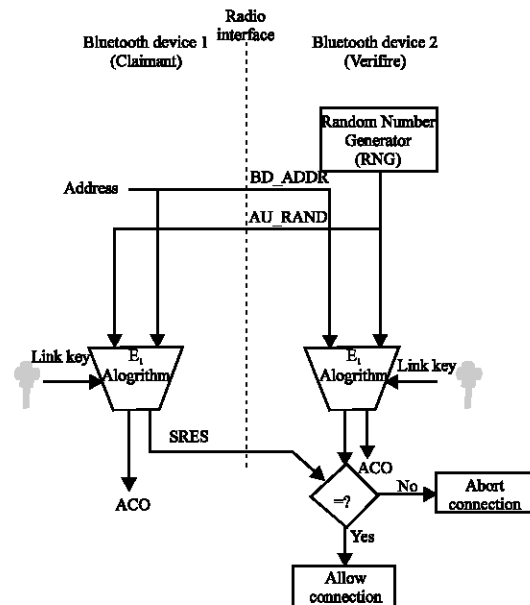 Radio
interface
Bluetooth device 1
(Claimant)
Bluetooth device 2
(Verifire)
Random Number
Generator
(RNG)
Address
BD_ADDR
AU_RAND
E₁
Alogrithm
Link key
E₁
Alogrithm
Link key
SRES
ACO
ACO
=?
No
Abort
connection
Yes
Allow
connection